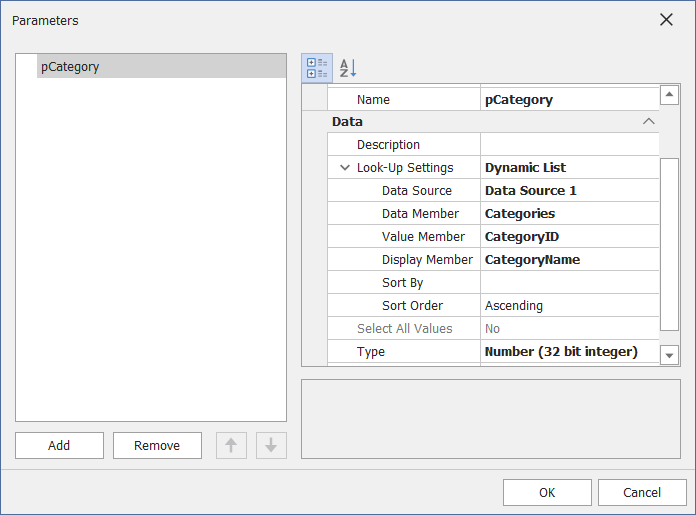 Parameters
pCategory
Name pCategory
Data
Description
Look-Up Settings Dynamic List
Data Source Data Source 1
Data Member Categories
Value Member CategoryID
Display Member CategoryName
Sort By
Sort Order Ascending
Select All Values No
Type Number (32 bit integer)
Add Remove
OK Cancel